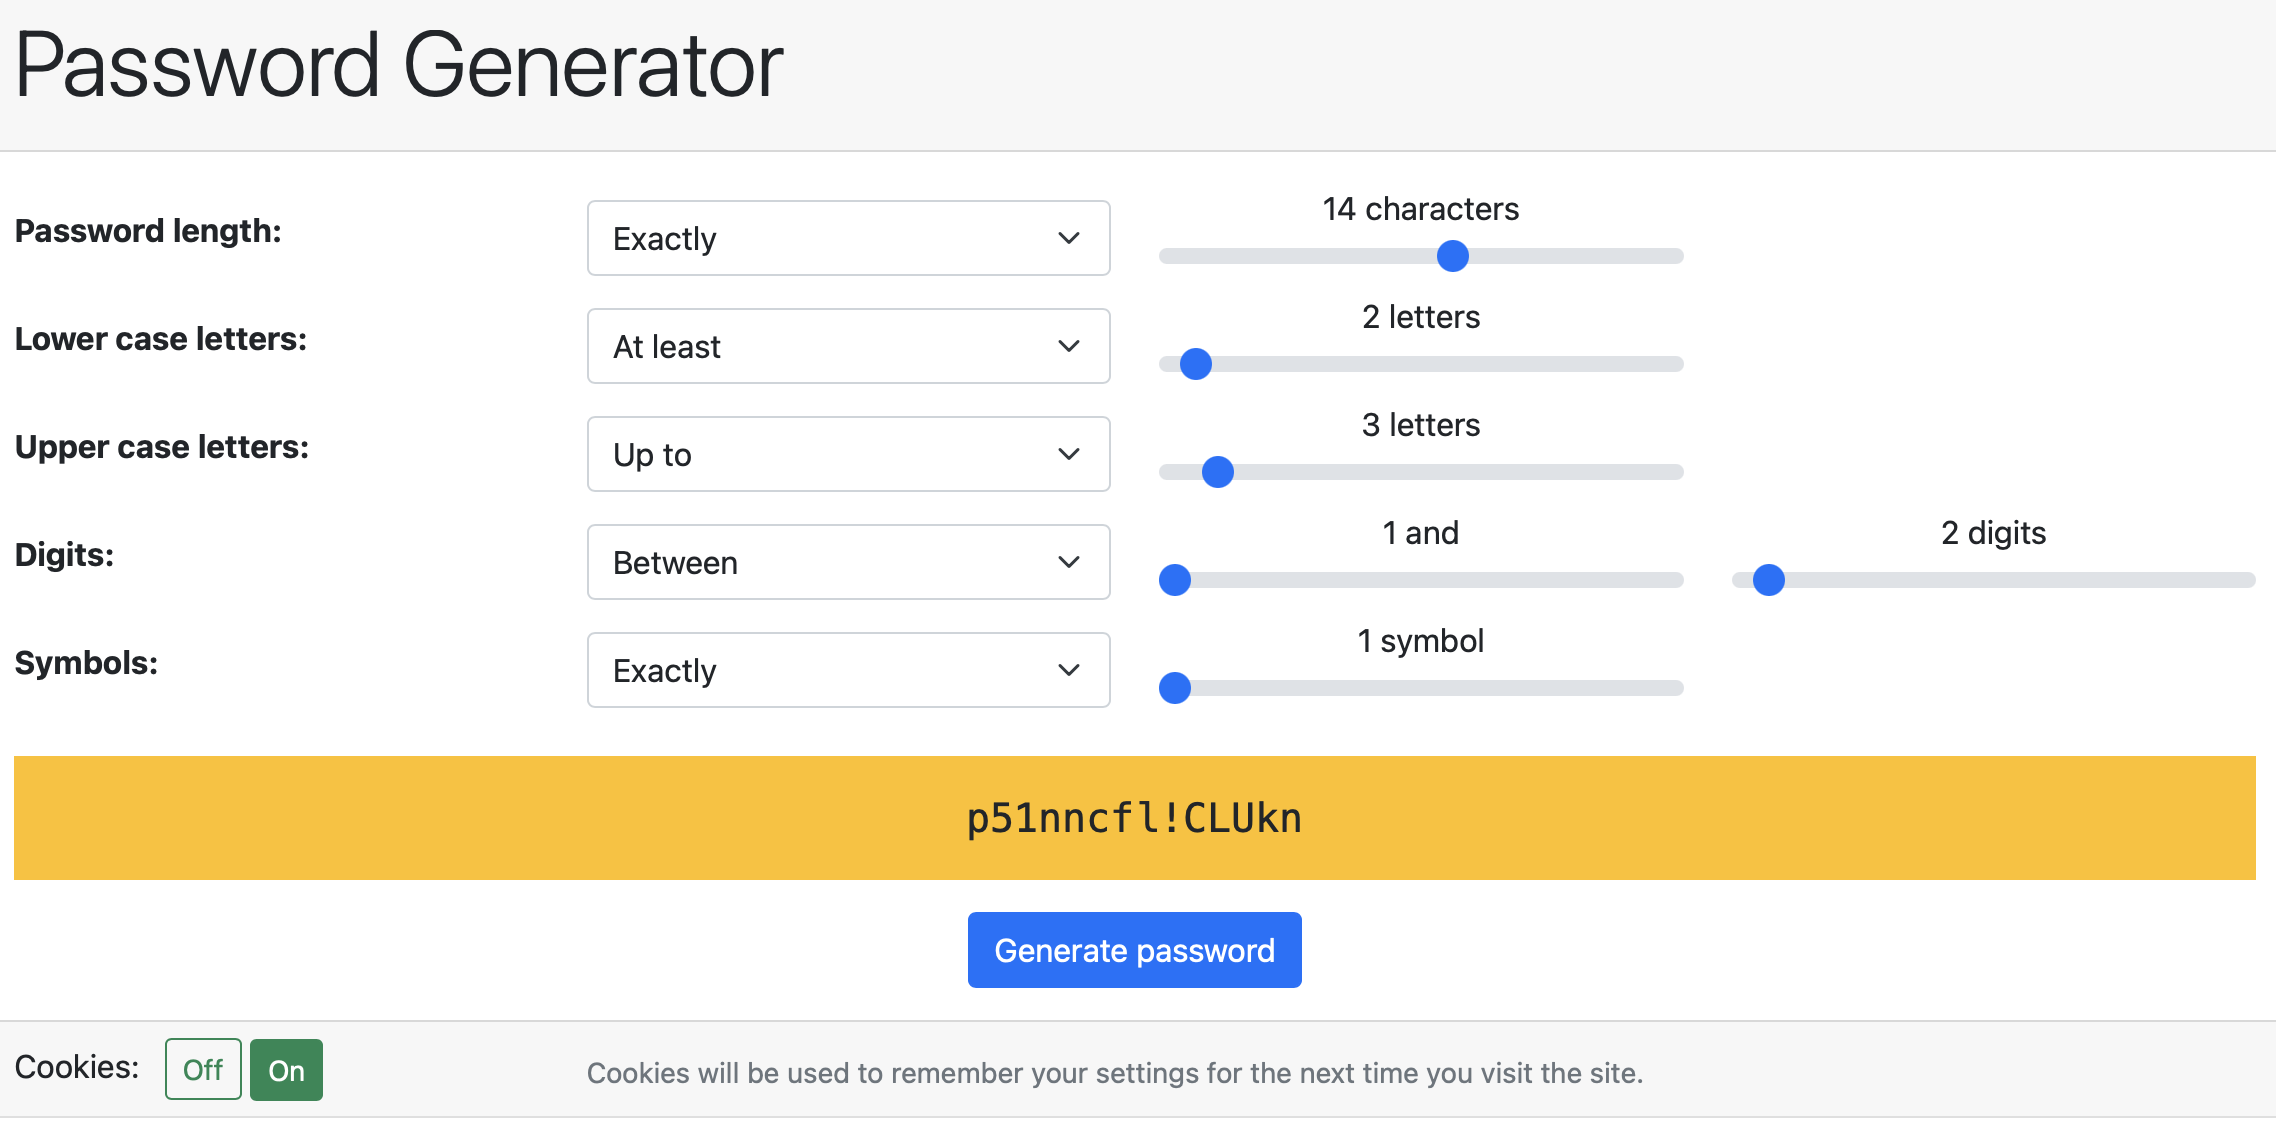 Password Generator
Password length:
Exactly
14 characters
Lower case letters:
At least
2 letters
Upper case letters:
Up to
3 letters
Digits:
Between
1 and
2 digits
Symbols:
Exactly
1 symbol
p51nncfl!CLUkn
Generate password
Cookies:
Off
On
Cookies will be used to remember your settings for the next time you visit the site.